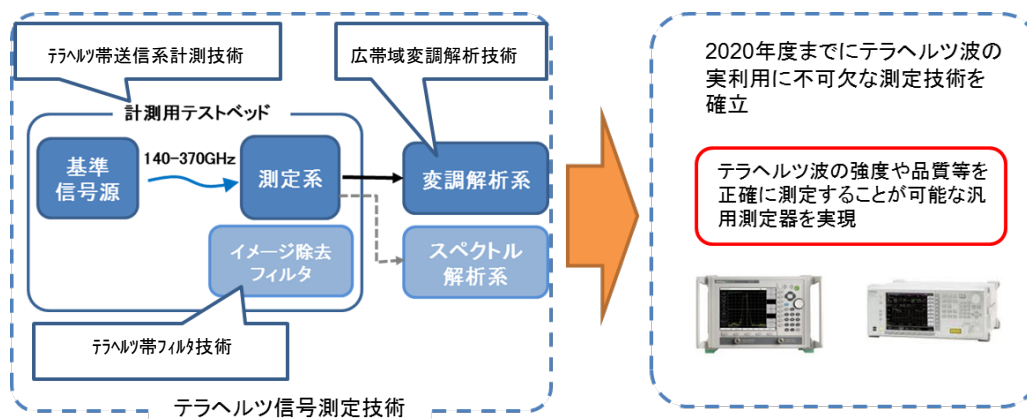 テラヘルツ帯送信系計測技術
広帯域変調解析技術
計測用テストベッド
基準
信号源
140-370GHz
測定系
変調解析系
イメージ除去
フィルタ
スペクトル
解析系
テラヘルツ帯フィルタ技術
テラヘルツ信号測定技術
2020年度までにテラヘルツ波の
実利用に不可欠な測定技術を
確立
テラヘルツ波の強度や品質等を
正確に測定することが可能な汎
用測定器を実現